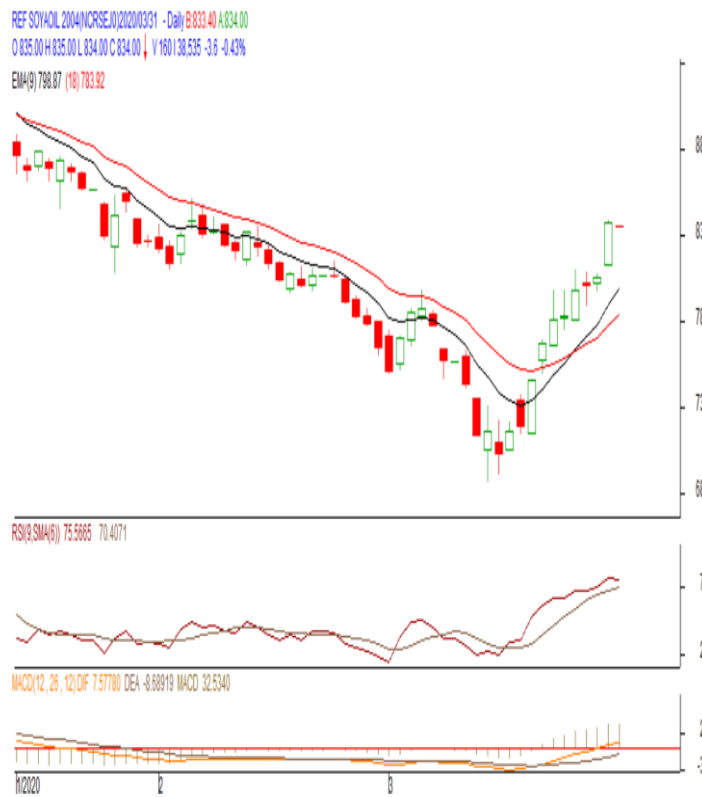 REF SOYAOIL 2004(NCRSEJ0)2020/03/31 - Daily B:833.40 A:834.00
O 835.00 H 835.00 L 834.00 C 834.00 V 160 I 38,535 -3.6 -0.43%
EMA(9) 798.87 (18) 783.92
RSI(9,SMA(6)) 75.5665 70.4071
MACD(12,26,12) DIF 7.57780 DEA -8.68919 MACD 32.5340
1/2020 2 3